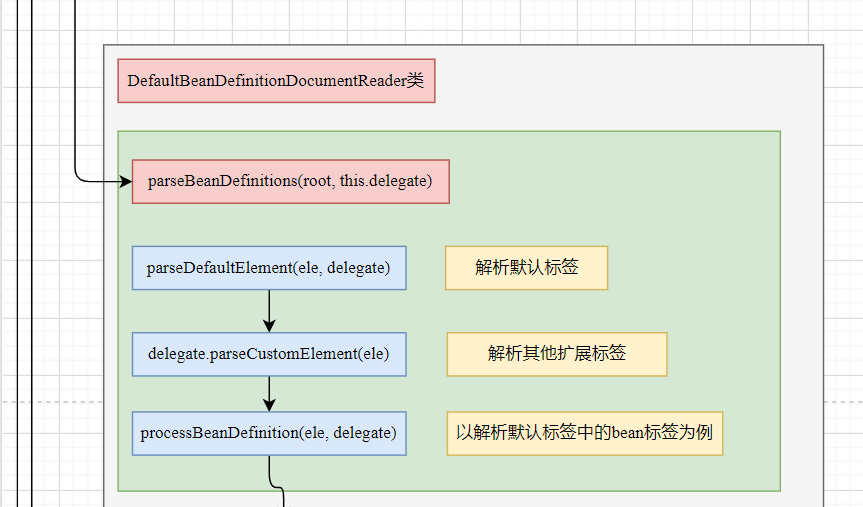 DefaultBeanDefinitionDocumentReader类
parseBeanDefinitions(root, this.delegate)
parseDefaultElement(ele, delegate)
解析默认标签
delegate.parseCustomElement(ele)
解析其他扩展标签
processBeanDefinition(ele, delegate)
以解析默认标签中的bean标签为例